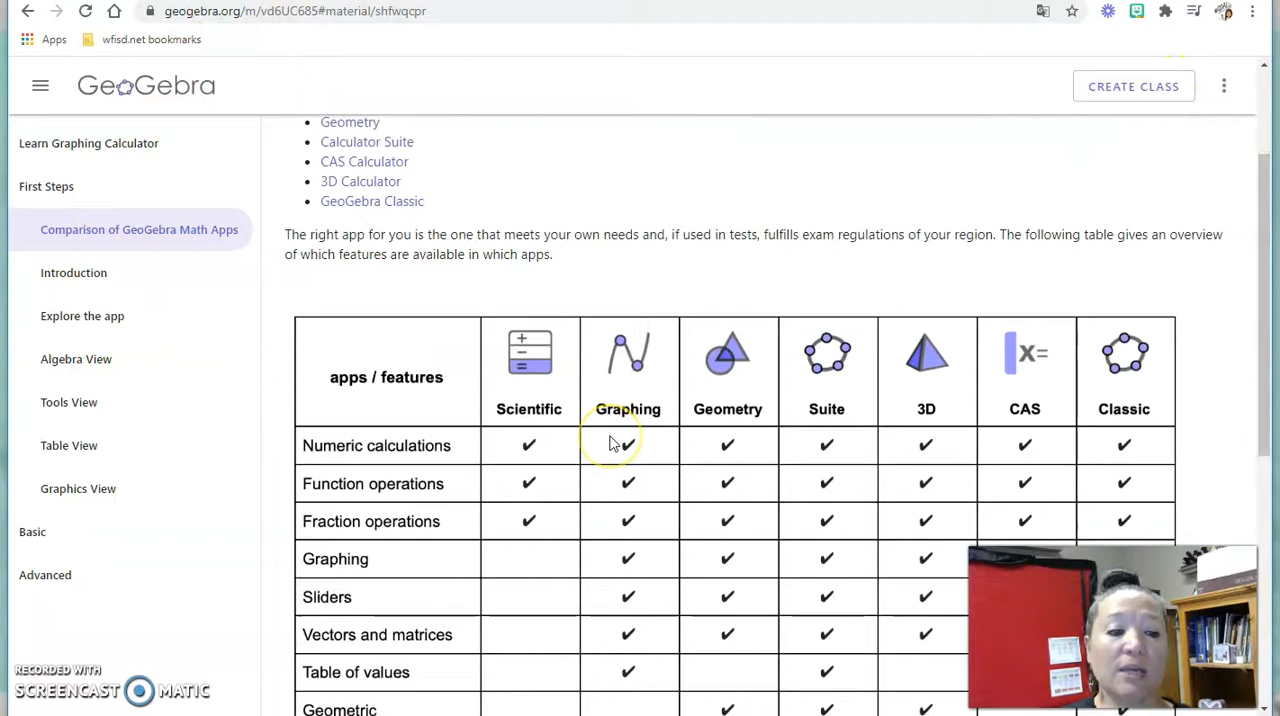 geogebra.org/m/vd6UC685#material/shfwqcpr
Apps
wfisd.net bookmarks
GeoGebra
CREATE CLASS
Learn Graphing Calculator
First Steps
Comparison of GeoGebra Math Apps
Introduction
Explore the app
Algebra View
Tools View
Table View
Graphics View
Basic
Advanced
Geometry
Calculator Suite
CAS Calculator
3D Calculator
GeoGebra Classic
The right app for you is the one that meets your own needs and, if used in tests, fulfills exam regulations of your region. The following table gives an overview
of which features are available in which apps.
apps / features
X=
Scientific Graphing Geometry Suite 3D CAS Classic
Numeric calculations ✔ ✔ ✔ ✔ ✔ ✔ ✔
Function operations ✔ ✔ ✔ ✔ ✔ ✔ ✔
Fraction operations ✔ ✔ ✔ ✔ ✔ ✔ ✔
Graphing ✔ ✔ ✔ ✔
Sliders ✔ ✔ ✔ ✔
Vectors and matrices ✔ ✔ ✔ ✔
Table of values ✔ ✔
Geometric ✔ ✔ ✔
RECORDED WITH
SCREENCAST MATIC